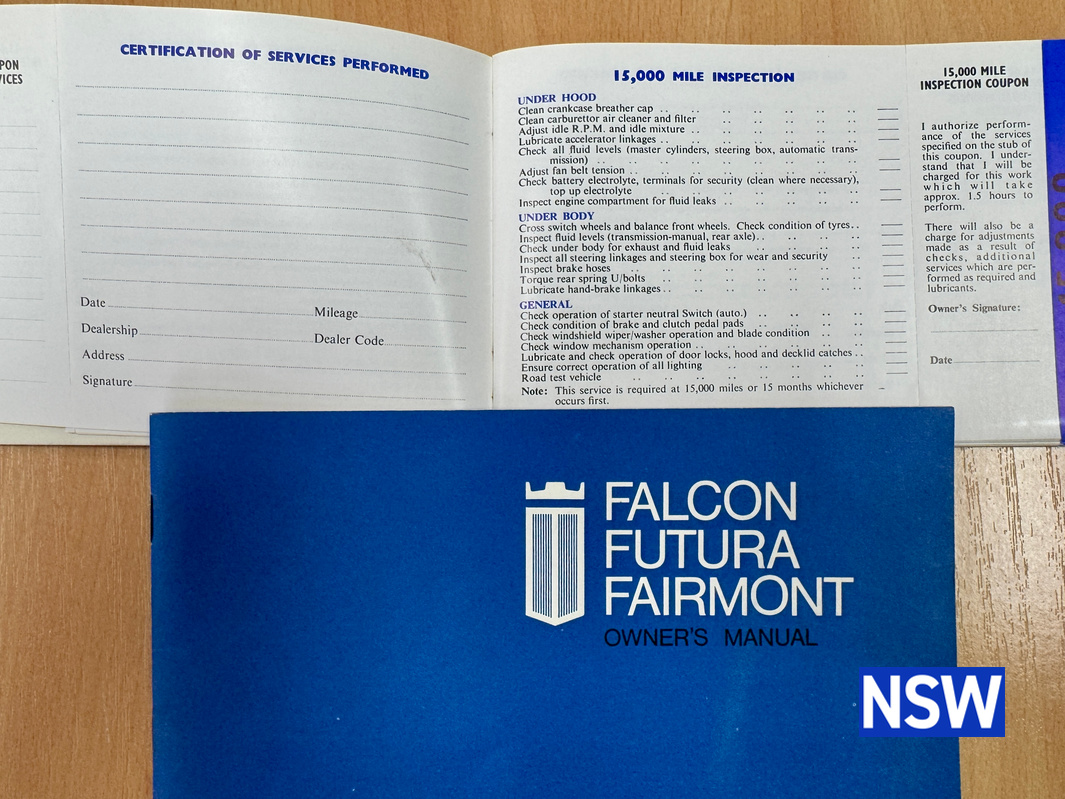 PON
VICES
CERTIFICATION OF SERVICES PERFORMED
Date
Mileage
Dealership
Dealer Code
Address
Signature
15,000 MILE INSPECTION
UNDER HOOD
Clean crankcase breather cap
Clean carburettor air cleaner and filter
Adjust idle R.P.M. and idle mixture
Lubricate accelerator linkages
Check all fluid levels (master cylinders, steering box, automatic trans-
mission)
Adjust fan belt tension
Check battery electrolyte, terminals for security (clean where necessary),
top up electrolyte
Inspect engine compartment for fluid leaks
UNDER BODY
Cross switch wheels and balance front wheels. Check condition of tyres
Inspect fluid levels (transmission-manual, rear axle)
Check under body for exhaust and fluid leaks
Inspect all steering linkages and steering box for wear and security
Inspect brake hoses
Torque rear spring U/bolts
Lubricate hand-brake linkages
GENERAL
Check operation of starter neutral Switch (auto.)
Check condition of brake and clutch pedal pads
Check windshield wiper/washer operation and blade condition
Check window mechanism operation
Lubricate and check operation of door locks, hood and decklid catches
Ensure correct operation of all lighting
Road test vehicle
Note: This service is required at 15,000 miles or 15 months whichever
occurs first.
15,000 MILE
INSPECTION COUPON
I authorize perform-
ance of the services
specified on the stub of
this coupon. I under-
stand that I will be
charged for this work
which will take
approx. 1.5 hours to
perform.
There will also be a
charge for adjustments
made as a result of
checks, additional
services which are per-
formed as required and
lubricants.
Owner's Signature:
Date
FALCON
FUTURA
FAIRMONT
OWNER'S MANUAL
NSW